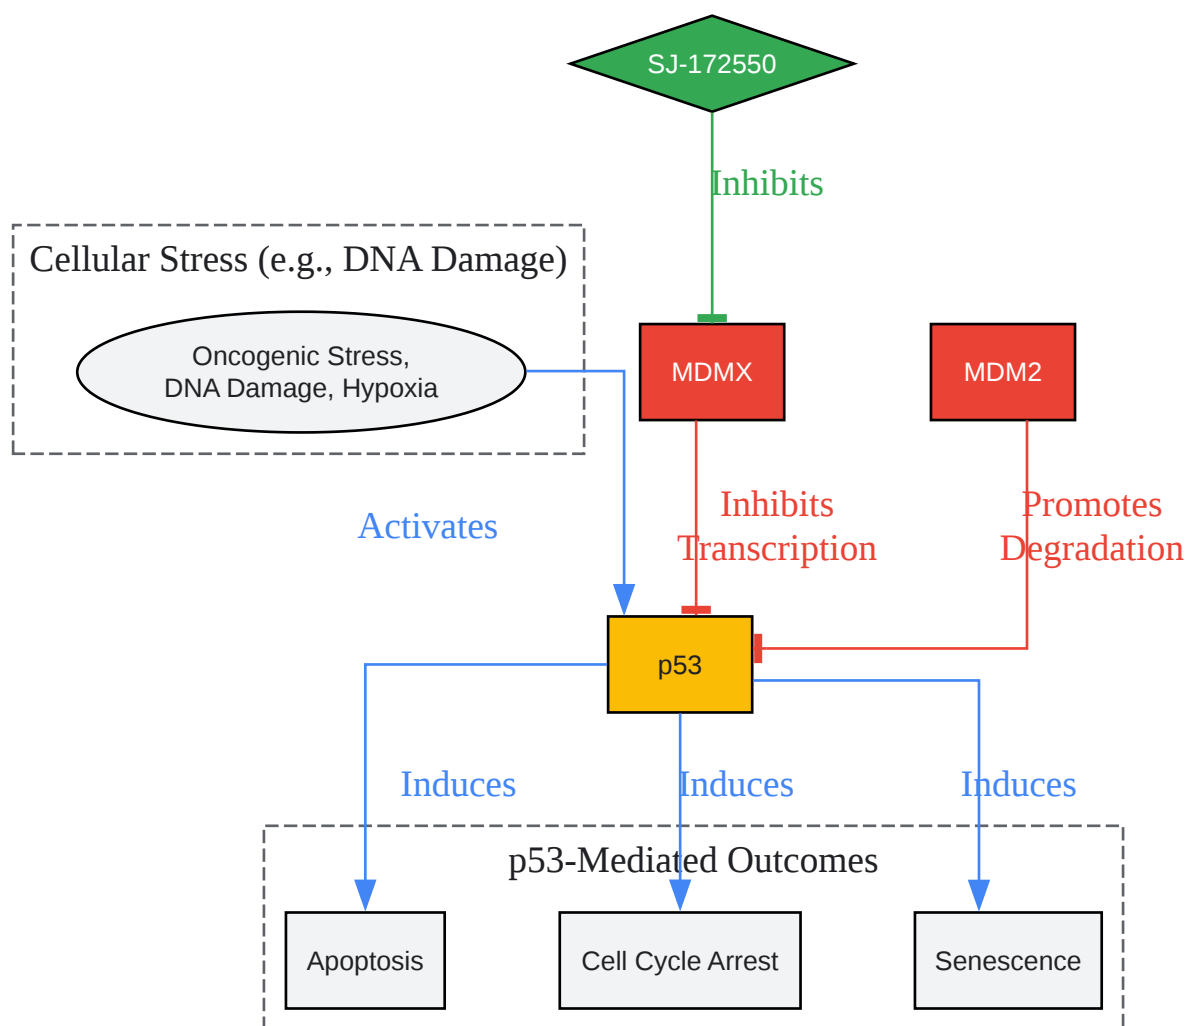 SJ-172550
Inhibits
Cellular Stress (e.g., DNA Damage)
Oncogenic Stress,
DNA Damage, Hypoxia
MDMX
MDM2
Activates
Inhibits
Transcription
Promotes
Degradation
p53
Induces
Induces
Induces
p53-Mediated Outcomes
Apoptosis
Cell Cycle Arrest
Senescence